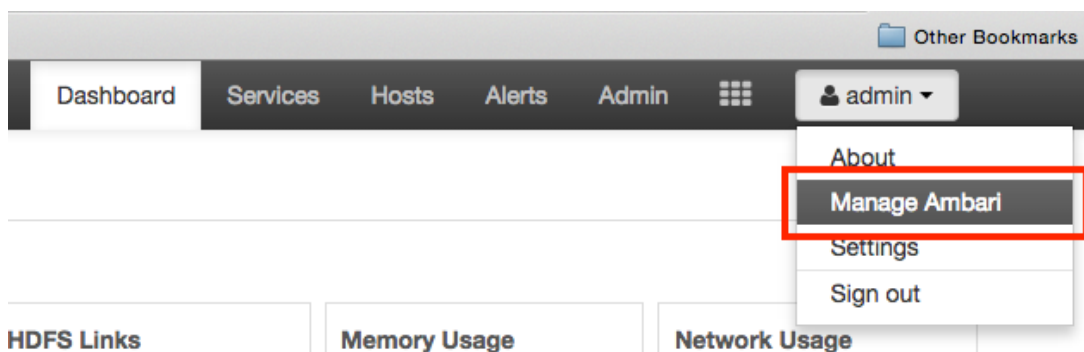 Other Bookmarks
Dashboard Services Hosts Alerts Admin admin
About
Manage Ambari
Settings
Sign out
HDFS Links Memory Usage Network Usage